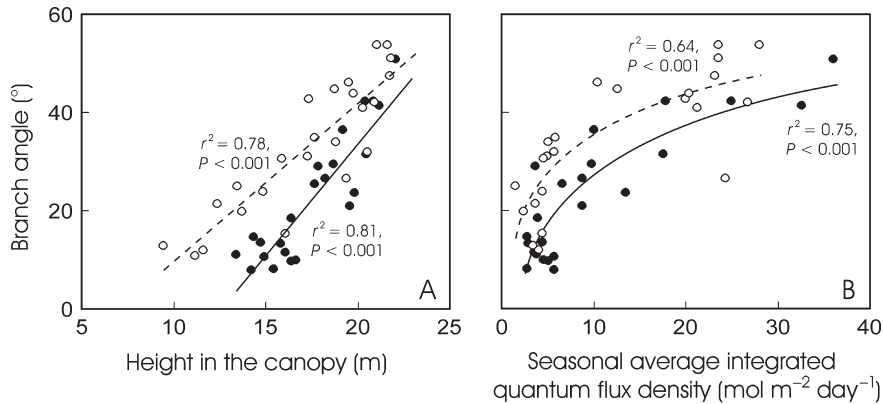 60
40
20
0
Branch angle (°)
r² = 0.78,
P < 0.001
r² = 0.81,
P < 0.001
A
5
10
15
20
25
Height in the canopy (m)
r² = 0.64,
P < 0.001
r² = 0.75,
P < 0.001
B
0
10
20
30
40
Seasonal average integrated
quantum flux density (mol m⁻² day⁻¹)